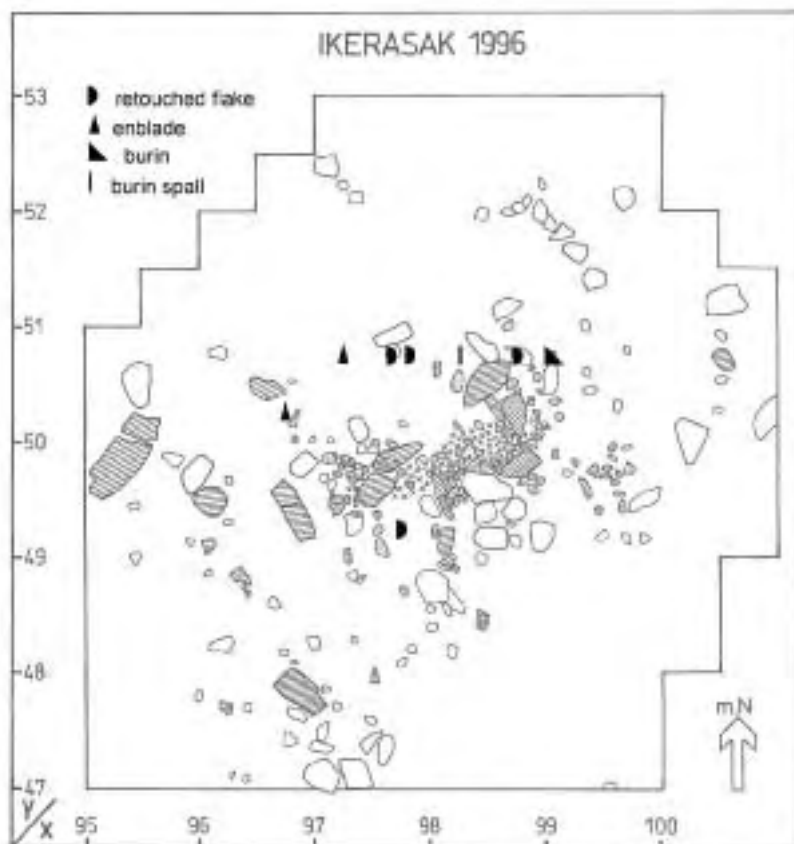 IKERASAK 1996
53
retouched flake
enblade
burin
burin spall
52
51
50
49
48
mN
47
Y/X
95 96 97 98 99 100